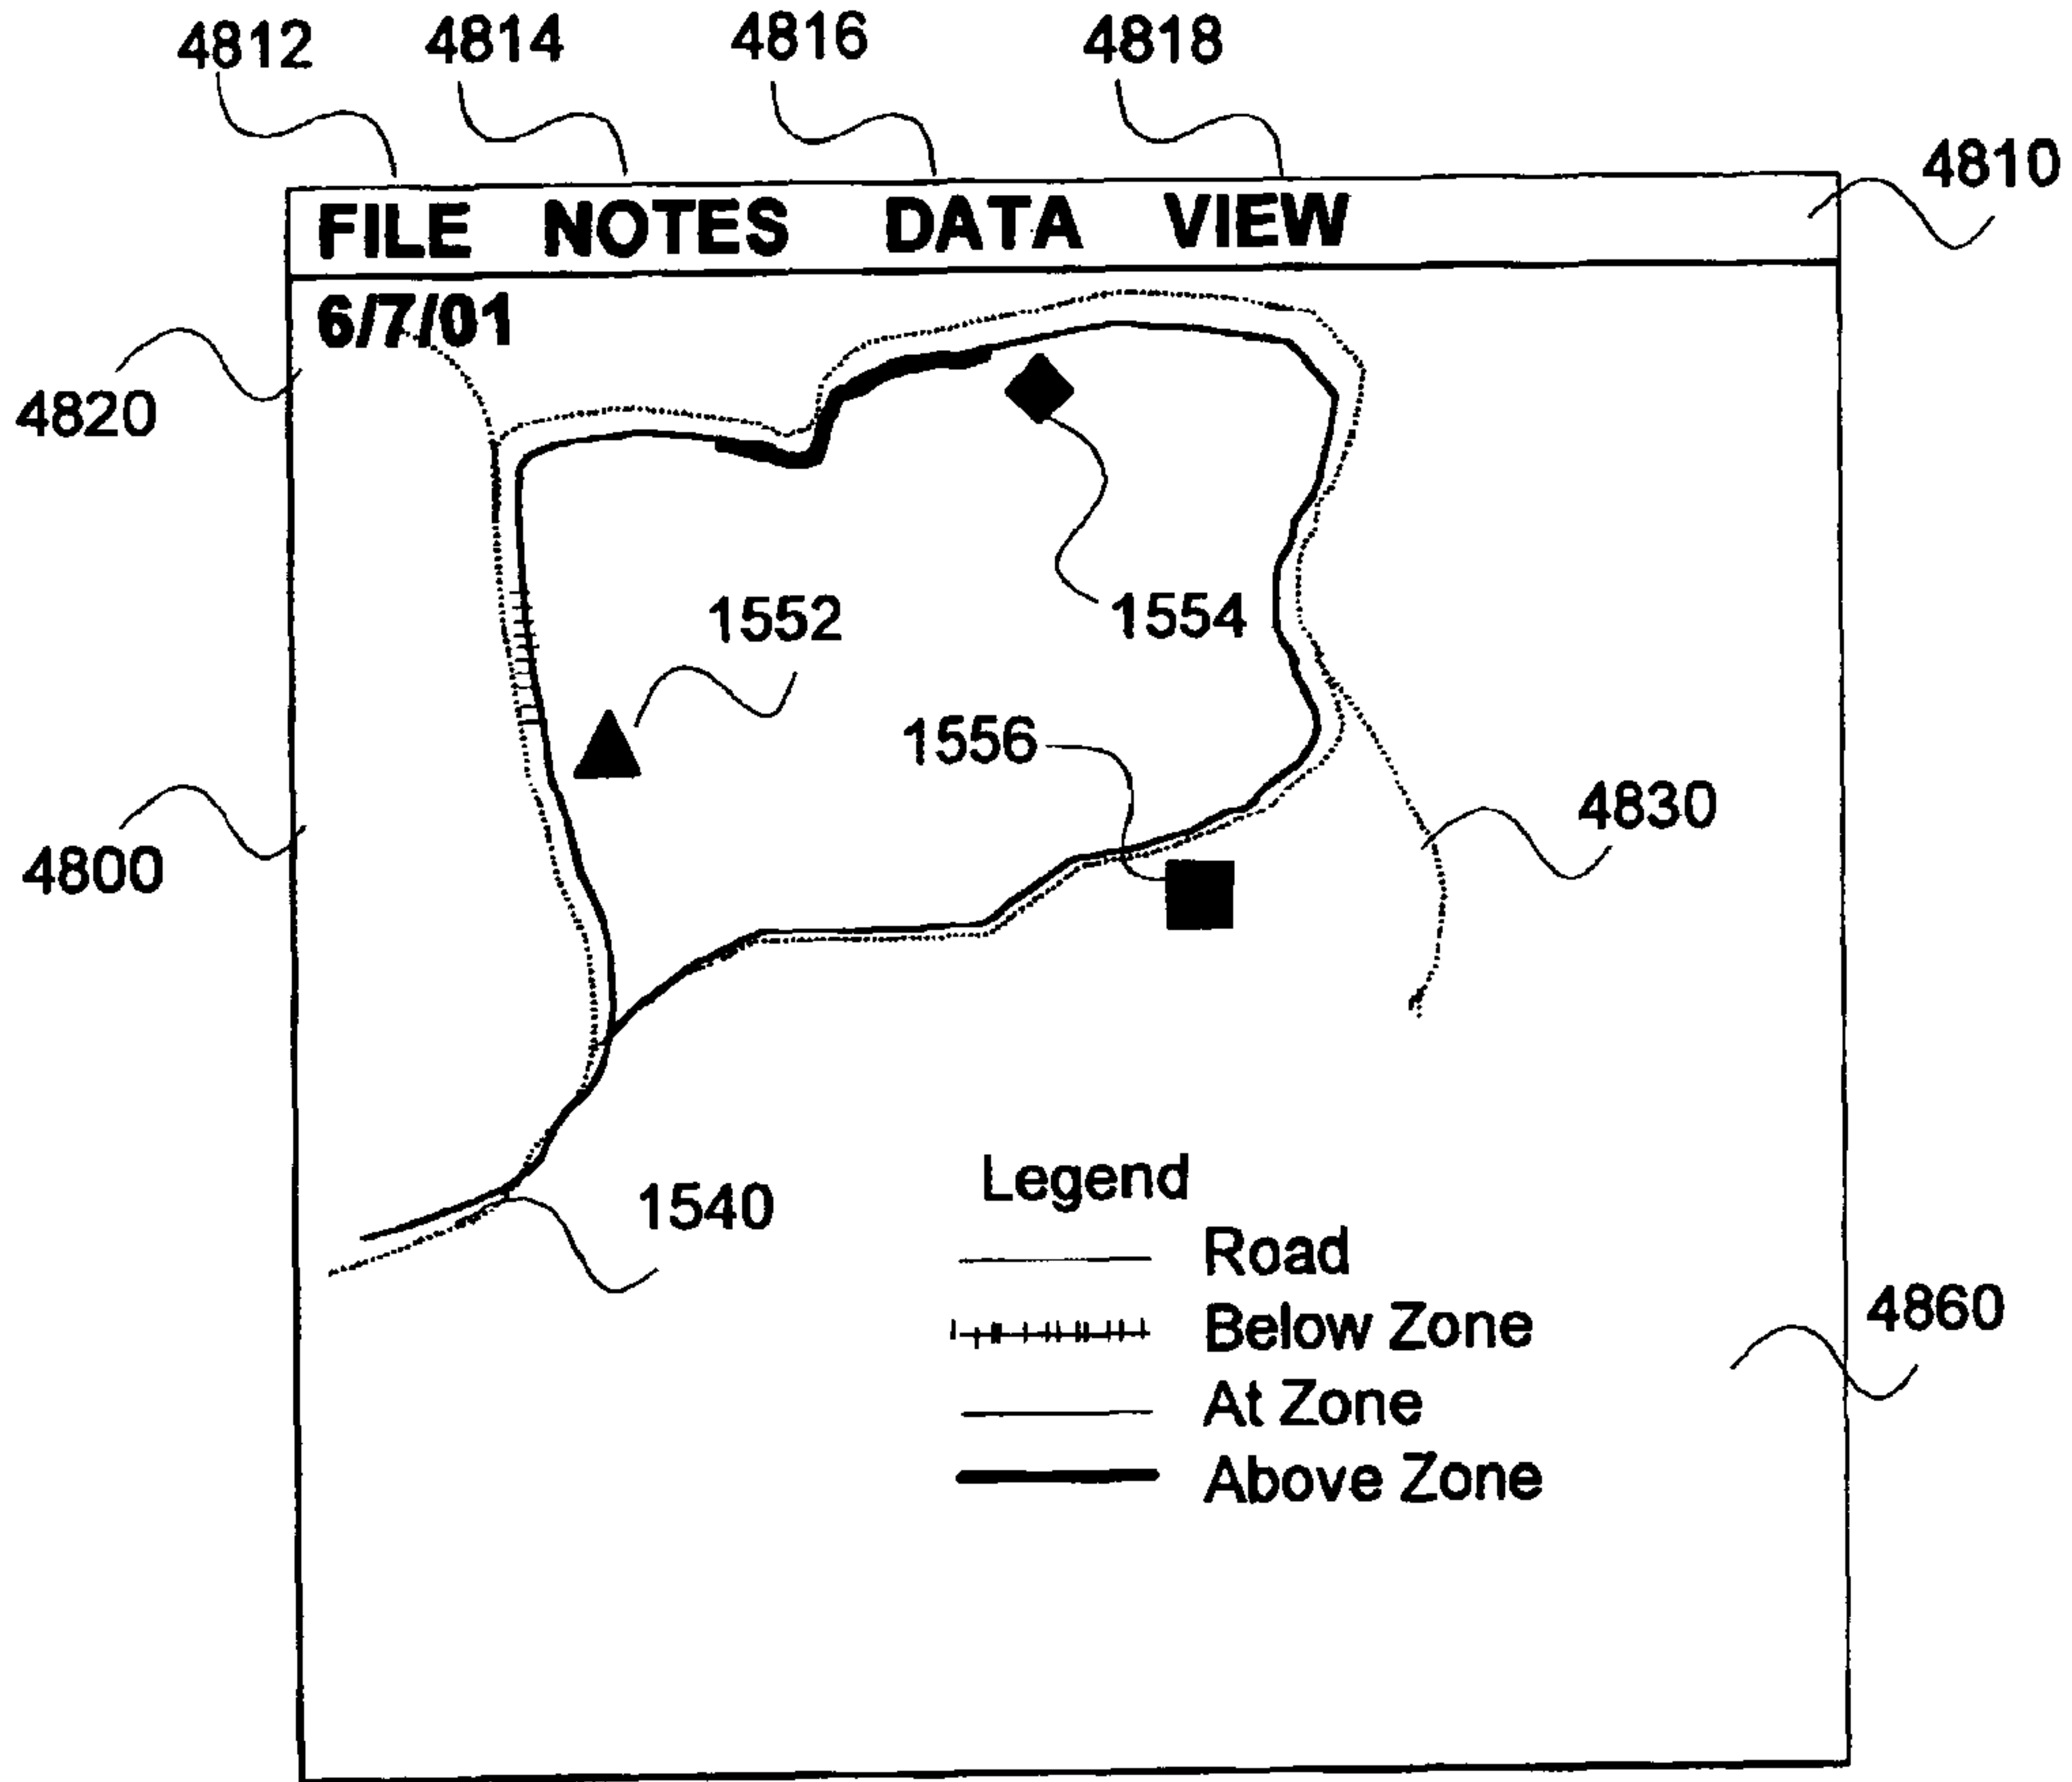 4812 4814 4816 4818
4810
FILE NOTES DATA VIEW
6/7/01
4820
1552
1554
1556
4830
4800
1540
Legend
Road
Below Zone
At Zone
Above Zone
4860